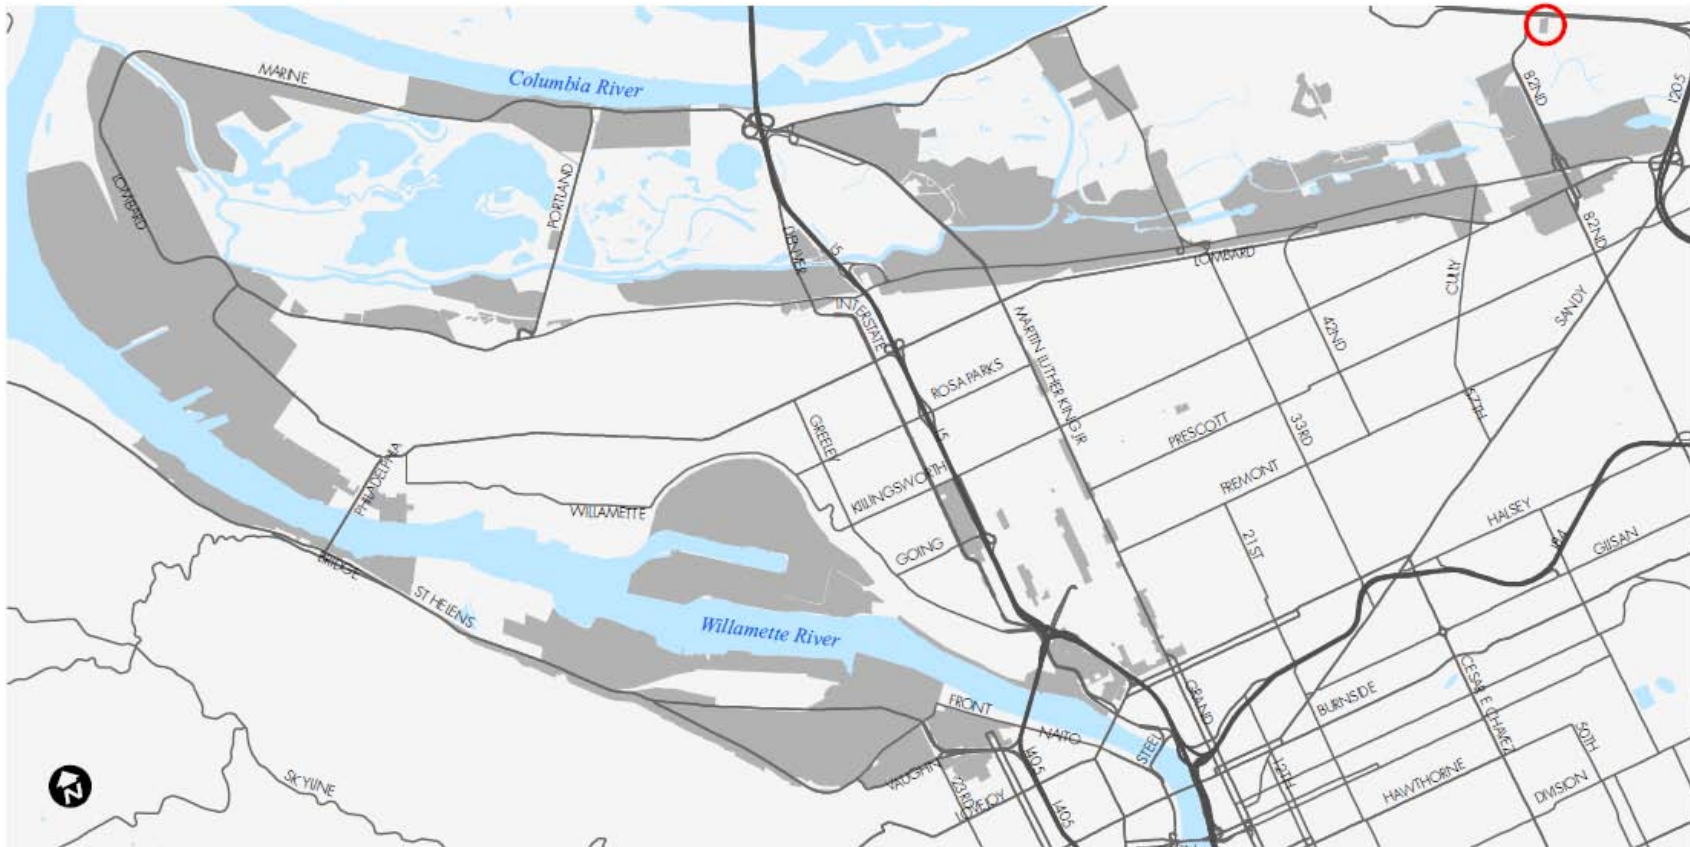 Columbia River
MARINE
82ND
I205
LOMBARD
PORTLAND
DENVER
I5
82ND
LOMBARD
CULLY
SANDY
INTERSTATE
MARTIN LUTHER KING JR
42ND
ROSA PARKS
57TH
GREELEY
I5
PRESCOTT
33RD
PHILADELPHIA
KILLINGSWORTH
FREMONT
WILLAMETTE
HALSEY
GOING
21ST
I84
GLISAN
BRIDGE
ST HELENS
Willamette River
CESAR E CHAVEZ
GRAND
BURNSIDE
FRONT
NAITO
STEEL
50TH
I405
VAUGHN
12TH
HAWTHORNE
DIVISION
SKYLINE
23RD
LOVEJOY
I405
N